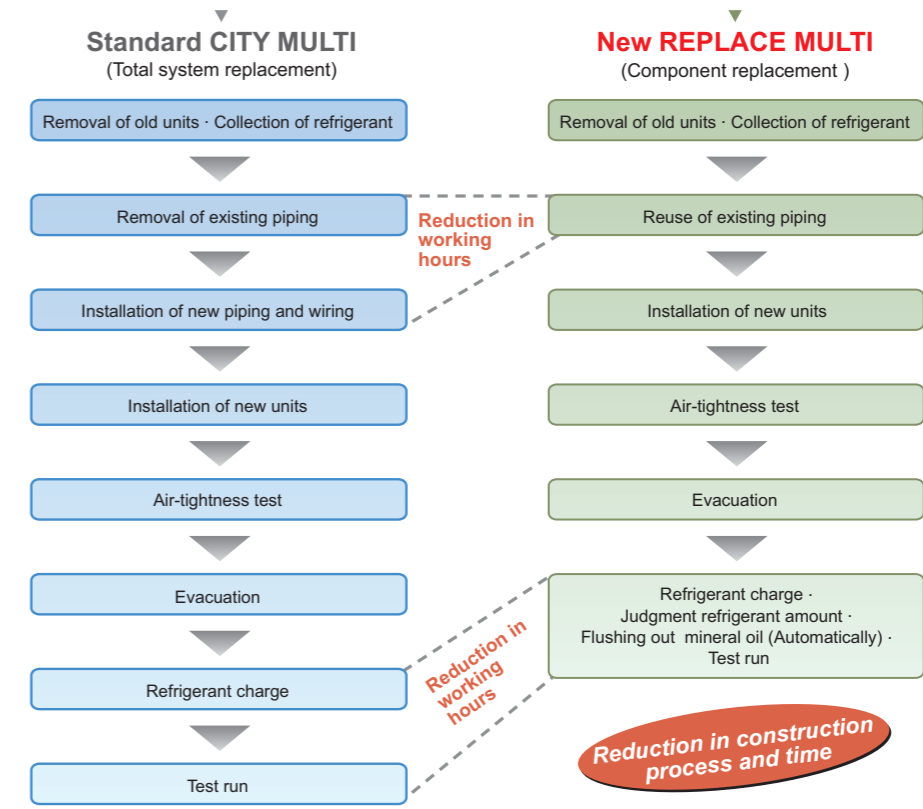 Standard CITY MULTI
(Total system replacement)
Removal of old units · Collection of refrigerant
Removal of existing piping
Installation of new piping and wiring
Installation of new units
Air-tightness test
Evacuation
Refrigerant charge
Test run
Reduction in
working
hours
Reduction in
working
hours
New REPLACE MULTI
(Component replacement )
Removal of old units · Collection of refrigerant
Reuse of existing piping
Installation of new units
Air-tightness test
Evacuation
Refrigerant charge ·
Judgment refrigerant amount ·
Flushing out mineral oil (Automatically) ·
Test run
Reduction in construction
process and time